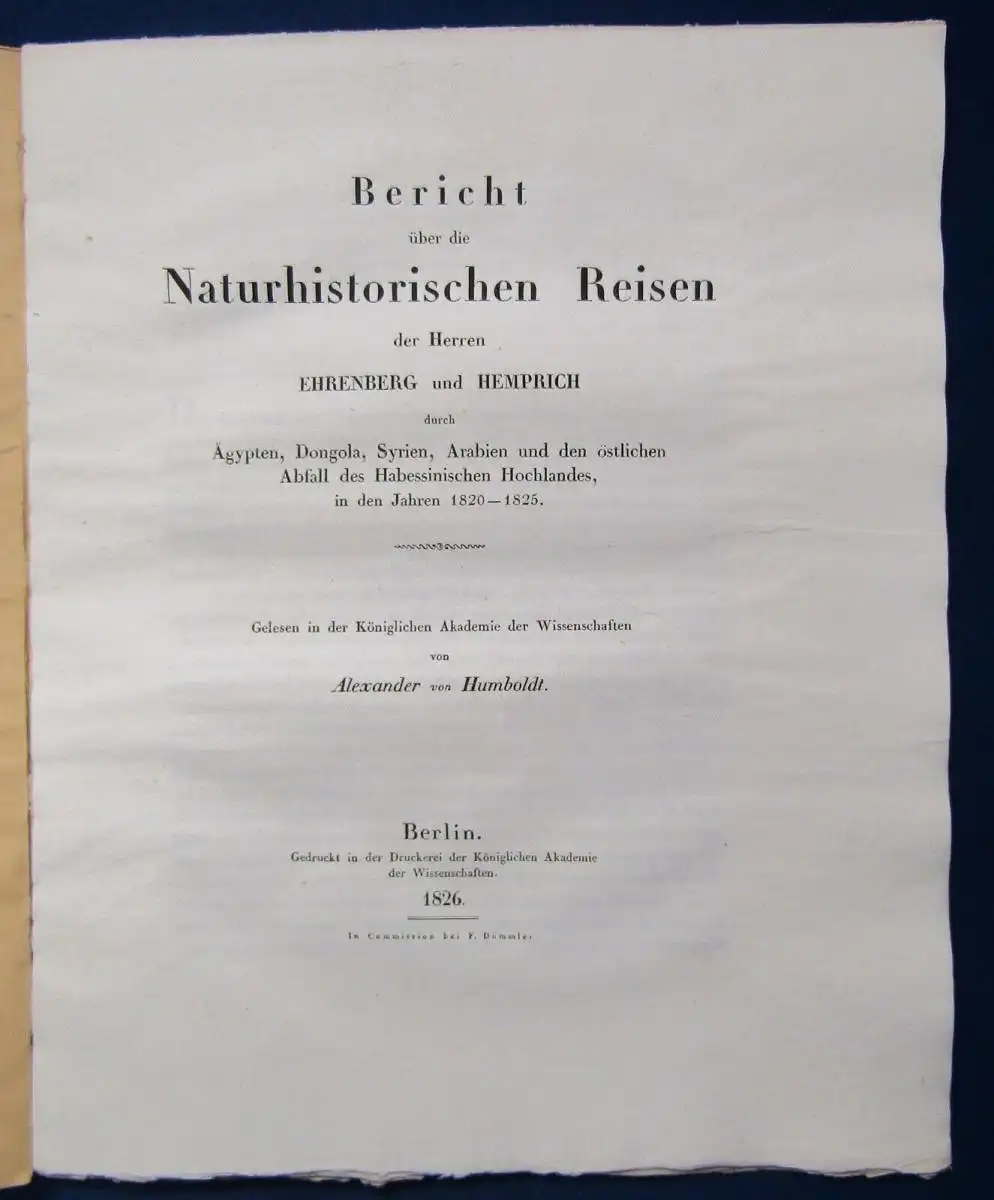 Bericht
über die
Naturhistorischen Reisen
der Herren
EHRENBERG und HEMPRICH
durch
Ägypten, Dongola, Syrien, Arabien und den östlichen
Abfall des Habessinischen Hochlandes,
in den Jahren 1820—1825.
Gelesen in der Königlichen Akademie der Wissenschaften
von
Alexander von Humboldt.
Berlin.
Gedruckt in der Druckerei der Königlichen Akademie
der Wissenschaften.
1826.
In Commission bei F. Dümmler